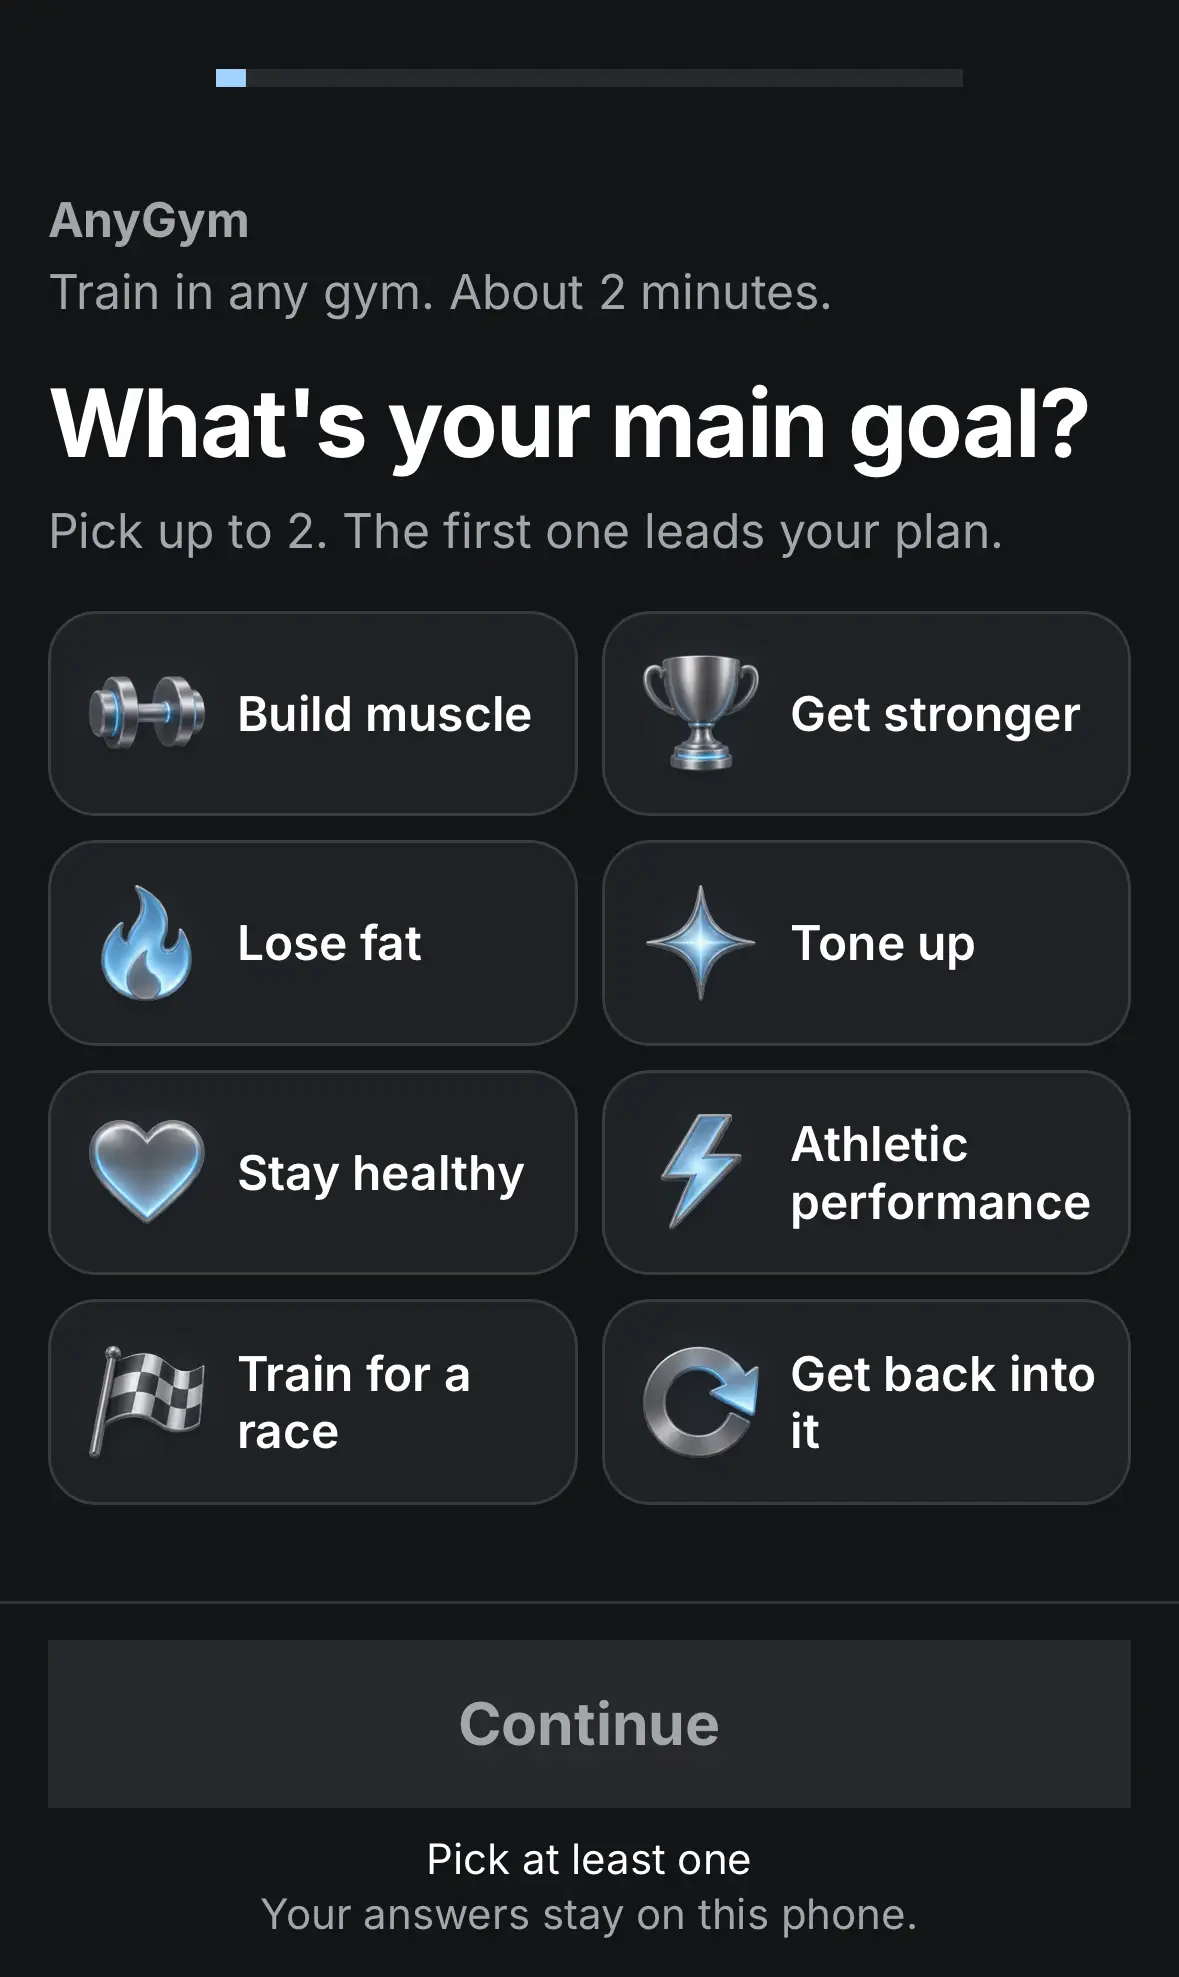 AnyGym
Train in any gym. About 2 minutes.
What's your main goal?
Pick up to 2. The first one leads your plan.
Build muscle
Get stronger
Lose fat
Tone up
Stay healthy
Athletic
performance
Train for a
race
Get back into
it
Continue
Pick at least one
Your answers stay on this phone.